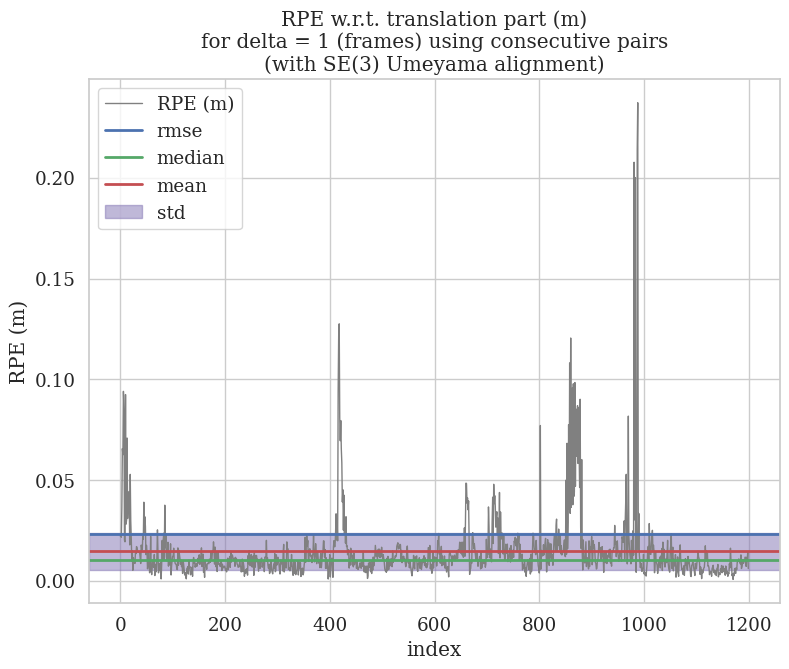 RPE w.r.t. translation part (m)
for delta = 1 (frames) using consecutive pairs
(with SE(3) Umeyama alignment)
RPE (m)
rmse
median
mean
std
RPE (m)
0.20
0.15
0.10
0.05
0.00
0
200
400
600
800
1000
1200
index